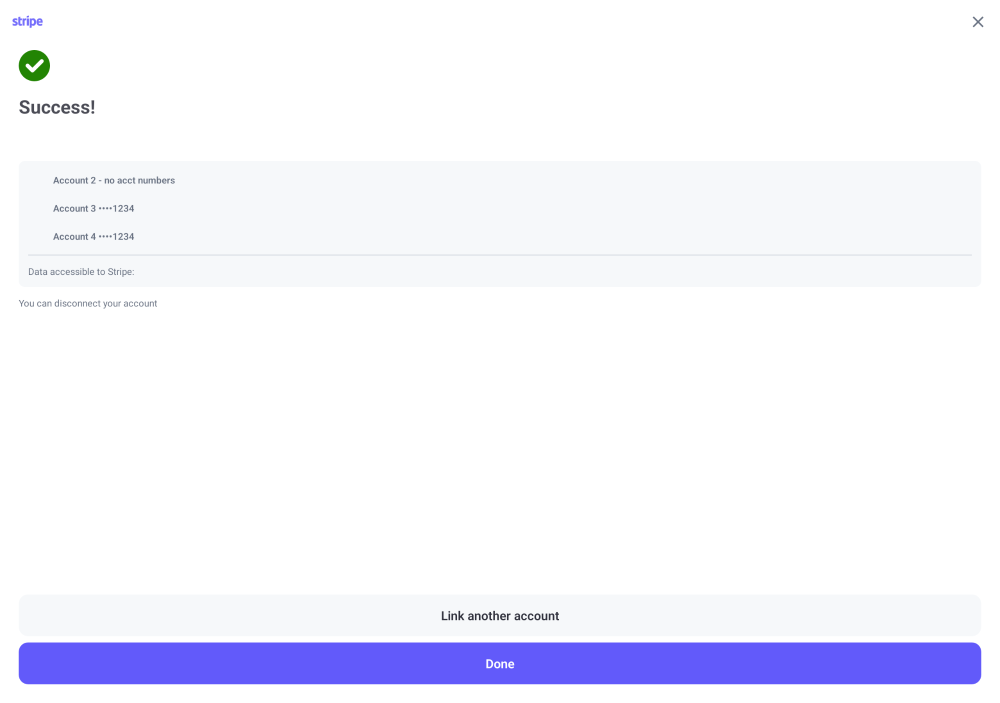 stripe
Success!
Account 2 - no acct numbers
Account 3 ••••1234
Account 4 ••••1234
Data accessible to Stripe:
You can disconnect your account
Link another account
Done